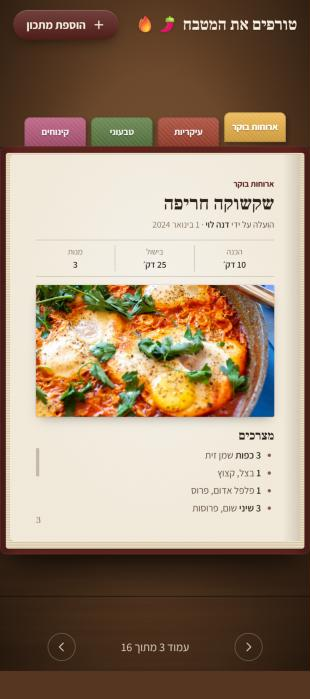 טורפים את המטבח 🌶️ 🔥
הוספת מתכון +
ארוחות בוקר
עיקריות
טבעוני
קינוחים
ארוחות בוקר
שקשוקה חריפה
הועלה על ידי דנה לוי · 1 בינואר 2024
הכנה
10 דק׳
בישול
25 דק׳
מנות
3
מצרכים
• 3 כפות שמן זית
• 1 בצל, קצוץ
• 1 פלפל אדום, פרוס
• 3 שיני שום, פרוסות
3
עמוד 3 מתוך 16